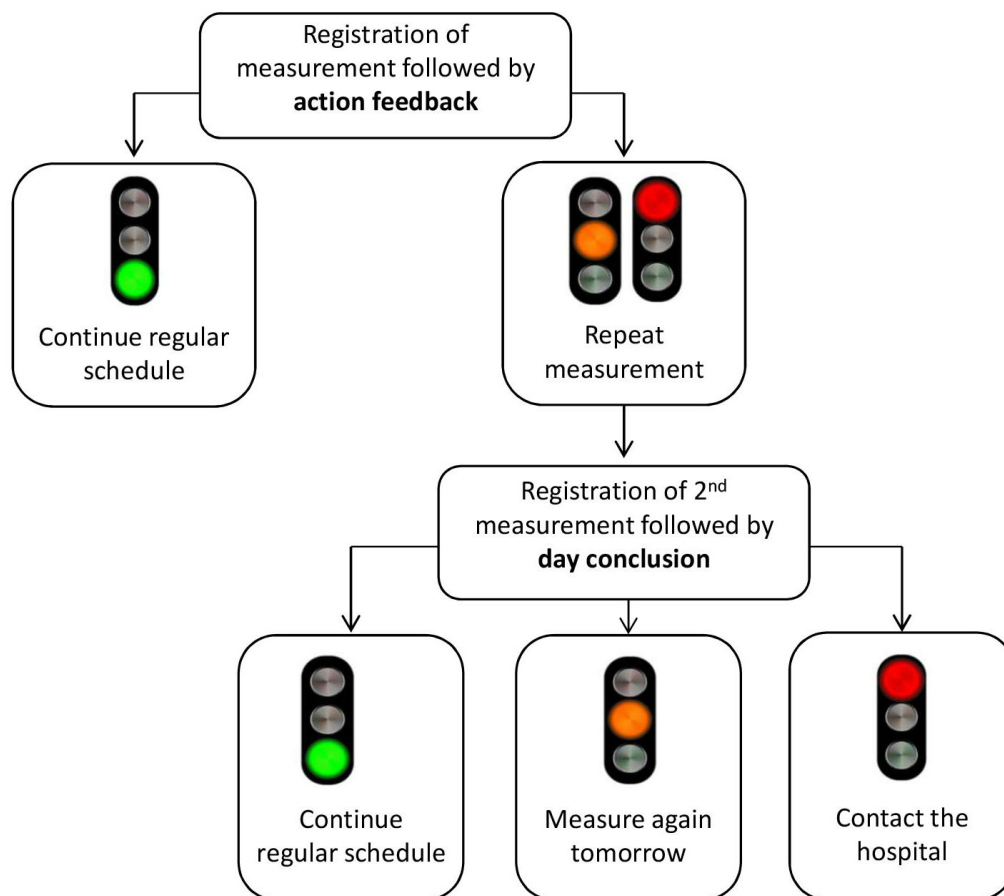 Registration of
measurement followed by
action feedback
Continue regular
schedule
Repeat
measurement
Registration of 2nd
measurement followed by
day conclusion
Continue
regular schedule
Measure again
tomorrow
Contact the
hospital